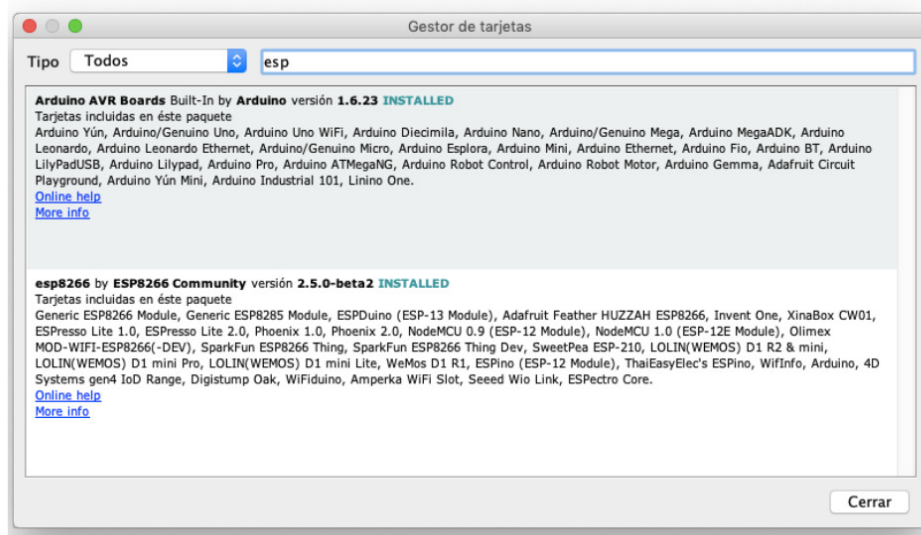 Gestor de tarjetas
Tipo Todos esp
Arduino AVR Boards Built-In by Arduino versión 1.6.23 INSTALLED
Tarjetas incluidas en éste paquete
Arduino Yún, Arduino/Genuino Uno, Arduino Uno WiFi, Arduino Diecimila, Arduino Nano, Arduino/Genuino Mega, Arduino MegaADK, Arduino
Leonardo, Arduino Leonardo Ethernet, Arduino/Genuino Micro, Arduino Esplora, Arduino Mini, Arduino Ethernet, Arduino Fio, Arduino BT, Arduino
LilyPadUSB, Arduino Lilypad, Arduino Pro, Arduino ATMegaNG, Arduino Robot Control, Arduino Robot Motor, Arduino Gemma, Adafruit Circuit
Playground, Arduino Yún Mini, Arduino Industrial 101, Linino One.
Online help
More info
esp8266 by ESP8266 Community versión 2.5.0-beta2 INSTALLED
Tarjetas incluidas en éste paquete
Generic ESP8266 Module, Generic ESP8285 Module, ESPDuino (ESP-13 Module), Adafruit Feather HUZZAH ESP8266, Invent One, XinaBox CW01,
ESPresso Lite 1.0, ESPresso Lite 2.0, Phoenix 1.0, Phoenix 2.0, NodeMCU 0.9 (ESP-12 Module), NodeMCU 1.0 (ESP-12E Module), Olimex
MOD-WIFI-ESP8266(-DEV), SparkFun ESP8266 Thing, SparkFun ESP8266 Thing Dev, SweetPea ESP-210, LOLIN(WEMOS) D1 R2 & mini,
LOLIN(WEMOS) D1 mini Pro, LOLIN(WEMOS) D1 mini Lite, WeMos D1 R1, ESPino (ESP-12 Module), ThaiEasyElec's ESPino, WifInfo, Arduino, 4D
Systems gen4 IoD Range, Digistump Oak, WiFiduino, Amperka WiFi Slot, Seeed Wio Link, ESPectro Core.
Online help
More info
Cerrar